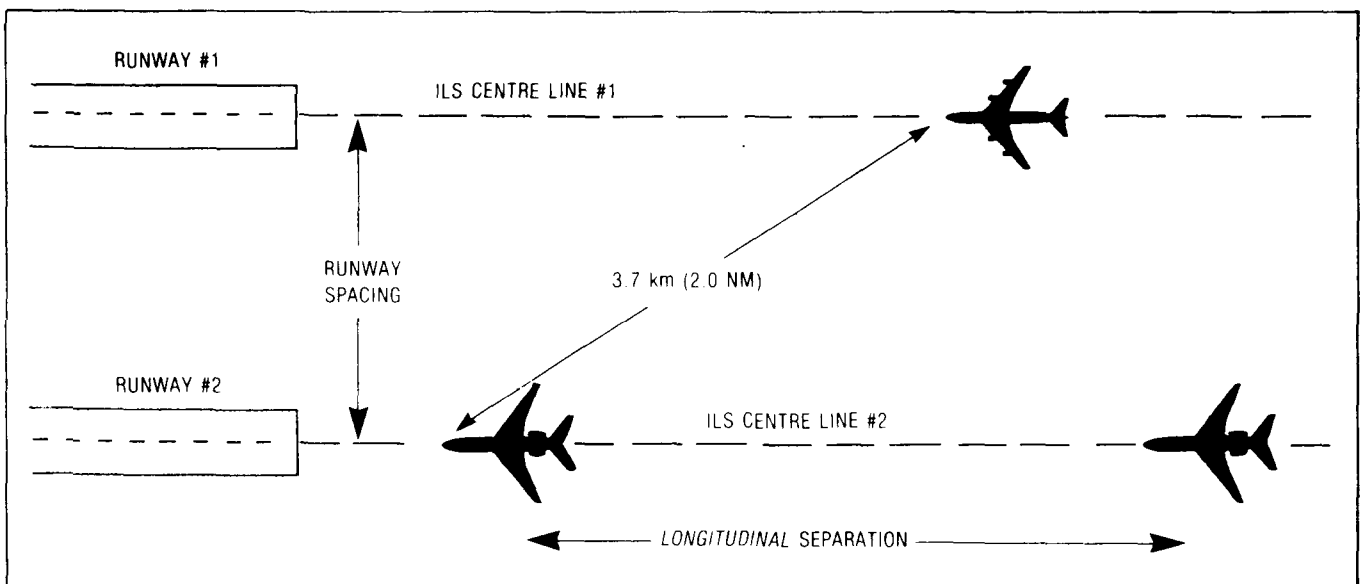 RUNWAY #1
ILS CENTRE LINE #1
RUNWAY
SPACING
3.7 km (2.0 NM)
RUNWAY #2
ILS CENTRE LINE #2
LONGITUDINAL SEPARATION